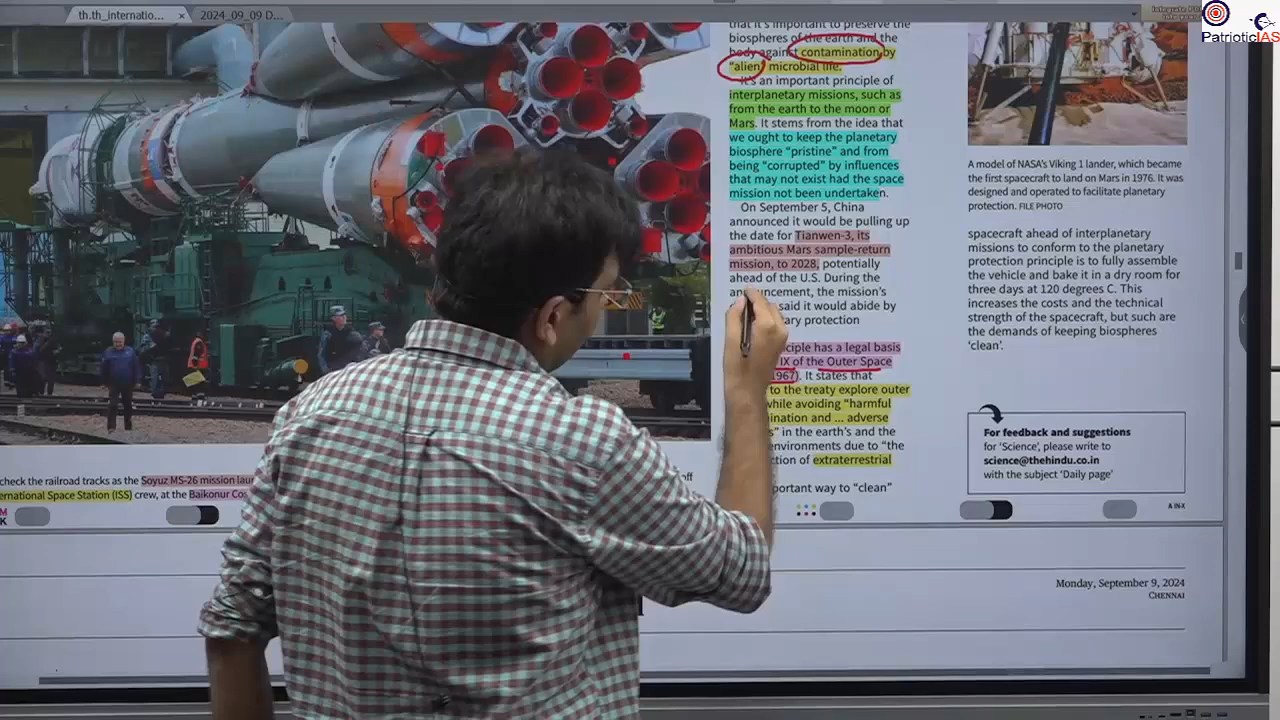 th.th_internatio...
2024_09_09 D...
PatrioticIAS
that it's important to preserve the
biospheres of the earth and the
body against contamination by
“alien” microbial life.
It's an important principle of
interplanetary missions, such as
from the earth to the moon or
Mars. It stems from the idea that
we ought to keep the planetary
biosphere “pristine” and from
being “corrupted” by influences
that may not exist had the space
mission not been undertaken.
On September 5, China
announced it would be pulling up
the date for Tianwen-3, its
ambitious Mars sample-return
mission, to 2028, potentially
ahead of the U.S. During the
announcement, the mission's
said it would abide by
ary protection
ciple has a legal basis
IX of the Outer Space
1967). It states that
to the treaty explore outer
while avoiding “harmful
ination and ... adverse
s” in the earth's and the
environments due to “the
ction of extraterrestrial
portant way to “clean”
A model of NASA's Viking 1 lander, which became
the first spacecraft to land on Mars in 1976. It was
designed and operated to facilitate planetary
protection. FILE PHOTO
spacecraft ahead of interplanetary
missions to conform to the planetary
protection principle is to fully assemble
the vehicle and bake it in a dry room for
three days at 120 degrees C. This
increases the costs and the technical
strength of the spacecraft, but such are
the demands of keeping biospheres
‘clean’.
For feedback and suggestions
for ‘Science’, please write to
science@thehindu.co.in
with the subject ‘Daily page’
check the railroad tracks as the Soyuz MS-26 mission laun
ernational Space Station (ISS) crew, at the Baikonur Cos
off
M
K
A IN-X
Monday, September 9, 2024
CHENNAI